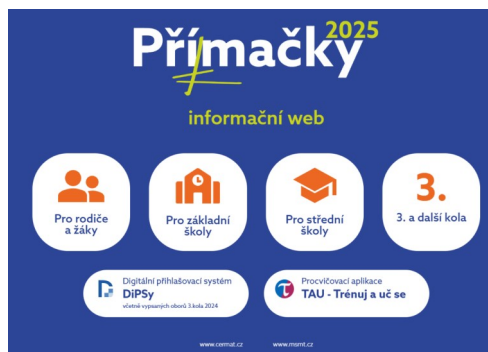 Přímačky 2025
informační web
Pro rodiče
a žáky
Pro základní
školy
Pro střední
školy
3.
3. a další kola
Digitální přihlašovací systém
DiPSy
včetně vypsaných oborů 3.kola 2024
Procvičovací aplikace
TAU - Trénuj a uč se
www.cermat.cz
www.msmt.cz